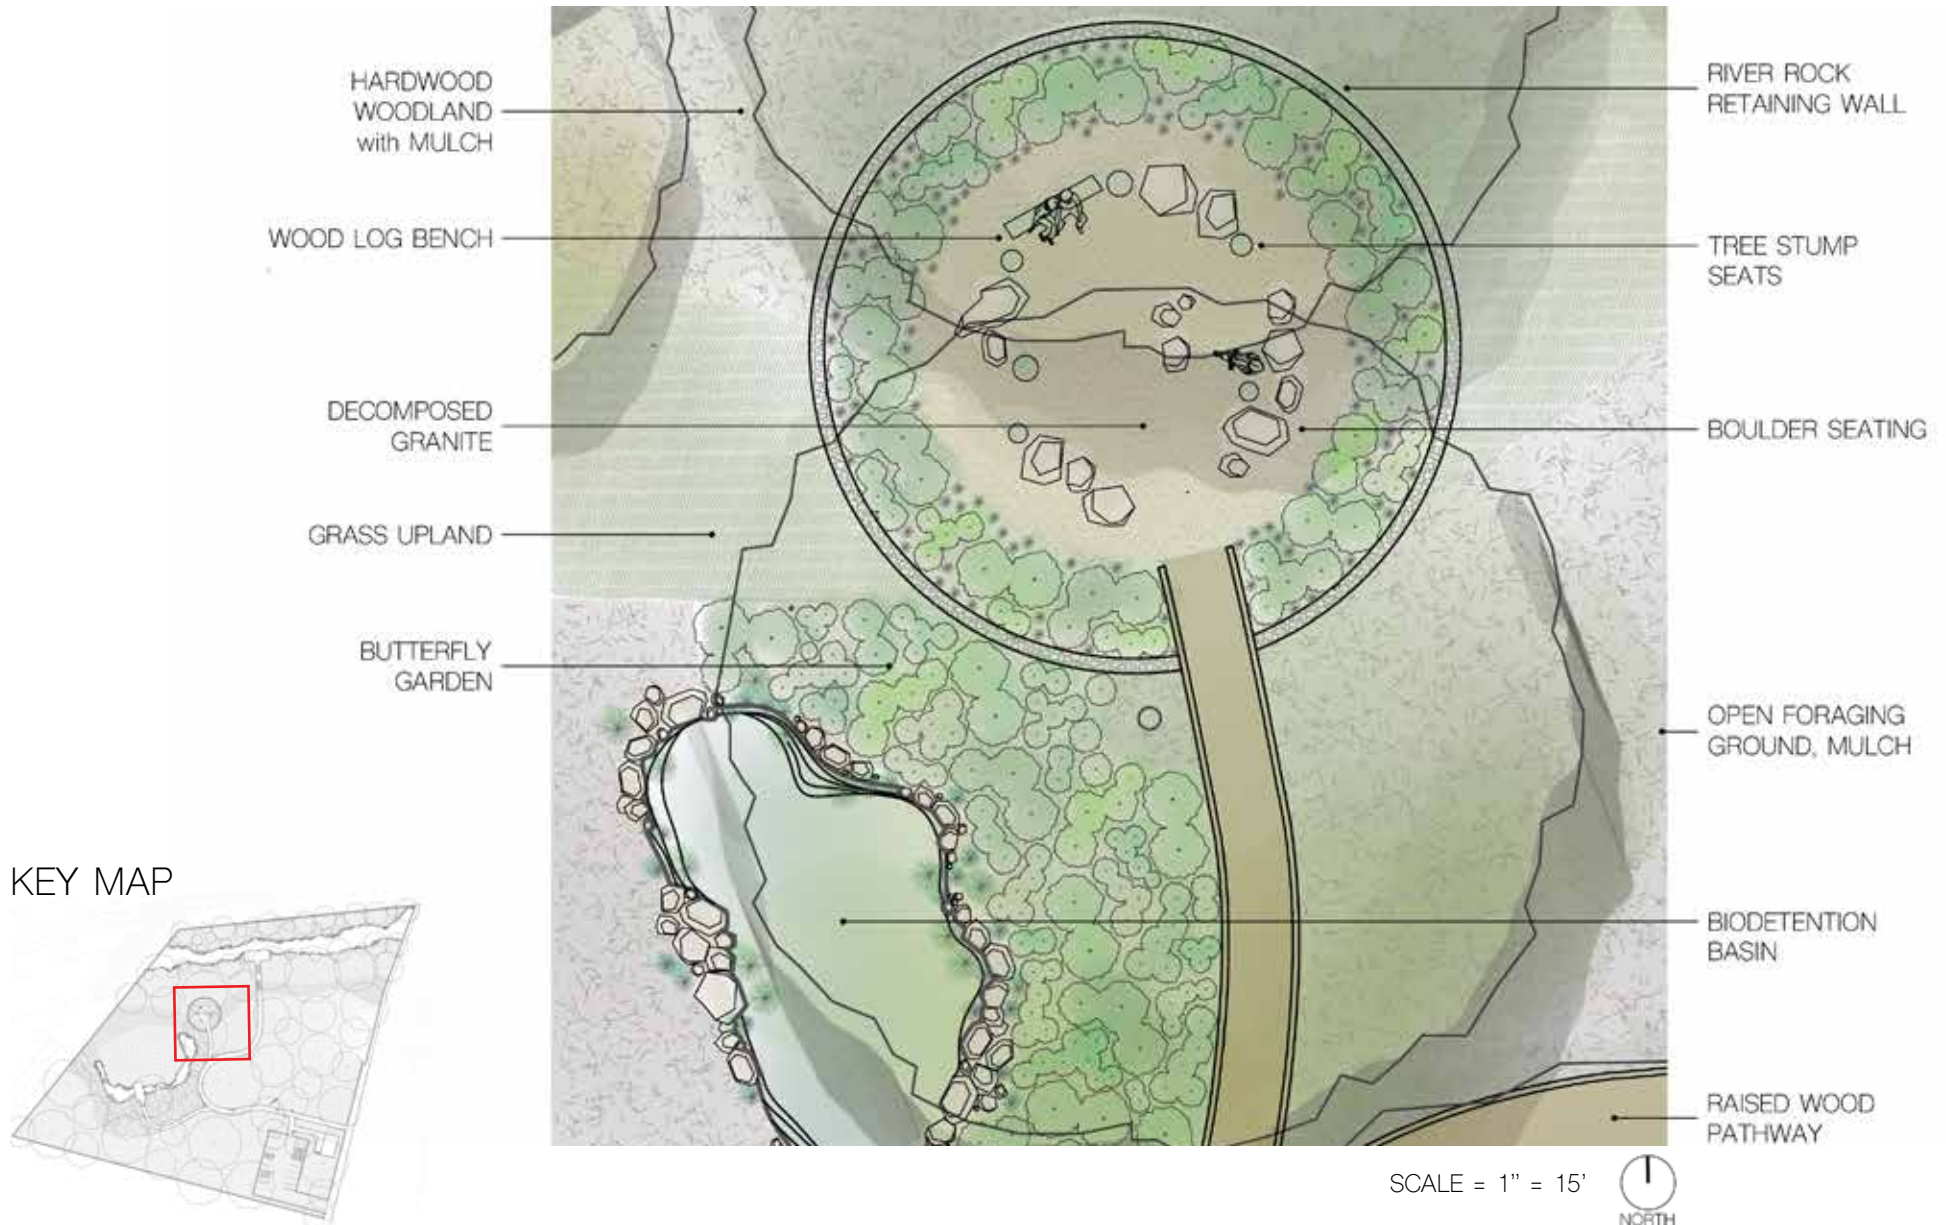 HARDWOOD
WOODLAND
with MULCH
WOOD LOG BENCH
DECOMPOSED
GRANITE
GRASS UPLAND
BUTTERFLY
GARDEN
RIVER ROCK
RETAINING WALL
TREE STUMP
SEATS
BOULDER SEATING
OPEN FORAGING
GROUND, MULCH
BIODETENTION
BASIN
RAISED WOOD
PATHWAY
KEY MAP
SCALE = 1" = 15'
NORTH